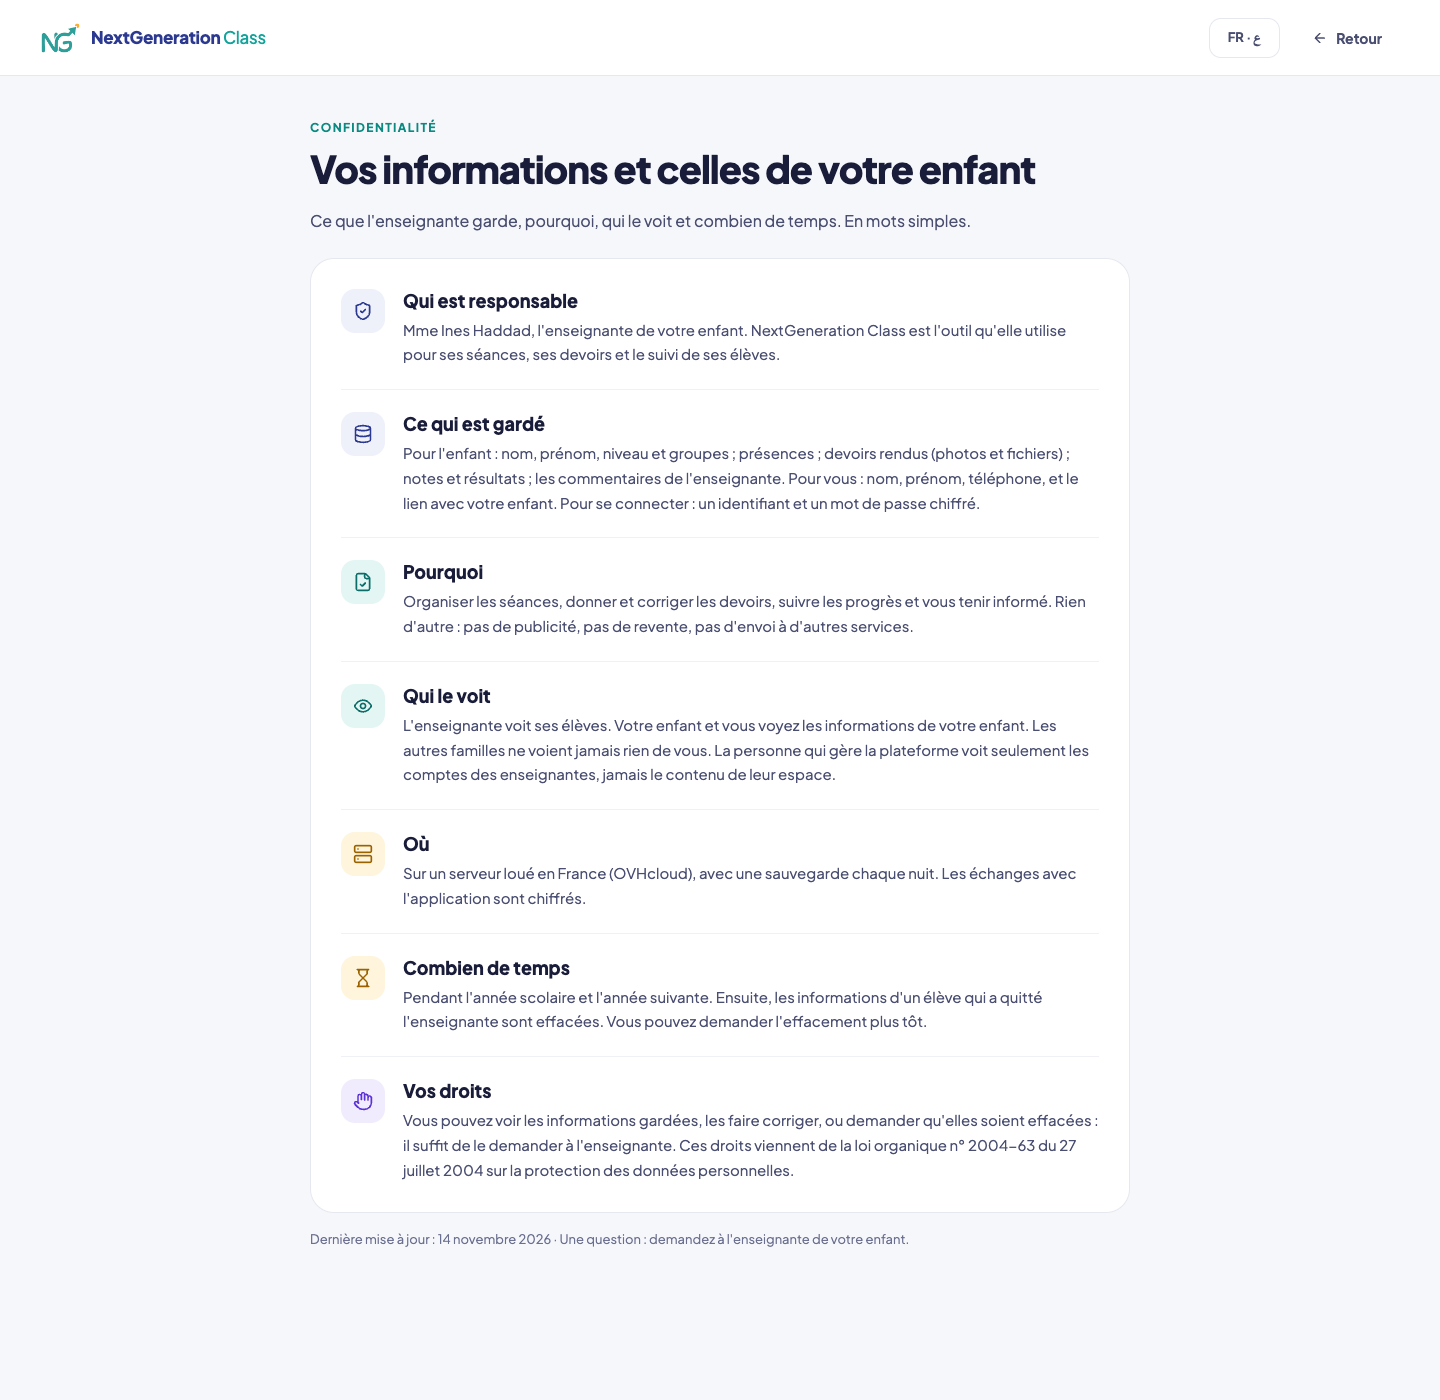 NG
NextGeneration Class
FR · ع
Retour
CONFIDENTIALITÉ
Vos informations et celles de votre enfant
Ce que l'enseignante garde, pourquoi, qui le voit et combien de temps. En mots simples.
Qui est responsable
Mme Ines Haddad, l'enseignante de votre enfant. NextGeneration Class est l'outil qu'elle utilise
pour ses séances, ses devoirs et le suivi de ses élèves.
Ce qui est gardé
Pour l'enfant : nom, prénom, niveau et groupes ; présences ; devoirs rendus (photos et fichiers) ;
notes et résultats ; les commentaires de l'enseignante. Pour vous : nom, prénom, téléphone, et le
lien avec votre enfant. Pour se connecter : un identifiant et un mot de passe chiffré.
Pourquoi
Organiser les séances, donner et corriger les devoirs, suivre les progrès et vous tenir informé. Rien
d'autre : pas de publicité, pas de revente, pas d'envoi à d'autres services.
Qui le voit
L'enseignante voit ses élèves. Votre enfant et vous voyez les informations de votre enfant. Les
autres familles ne voient jamais rien de vous. La personne qui gère la plateforme voit seulement les
comptes des enseignantes, jamais le contenu de leur espace.
Où
Sur un serveur loué en France (OVHcloud), avec une sauvegarde chaque nuit. Les échanges avec
l'application sont chiffrés.
Combien de temps
Pendant l'année scolaire et l'année suivante. Ensuite, les informations d'un élève qui a quitté
l'enseignante sont effacées. Vous pouvez demander l'effacement plus tôt.
Vos droits
Vous pouvez voir les informations gardées, les faire corriger, ou demander qu'elles soient effacées :
il suffit de le demander à l'enseignante. Ces droits viennent de la loi organique n° 2004-63 du 27
juillet 2004 sur la protection des données personnelles.
Dernière mise à jour : 14 novembre 2026 · Une question : demandez à l'enseignante de votre enfant.